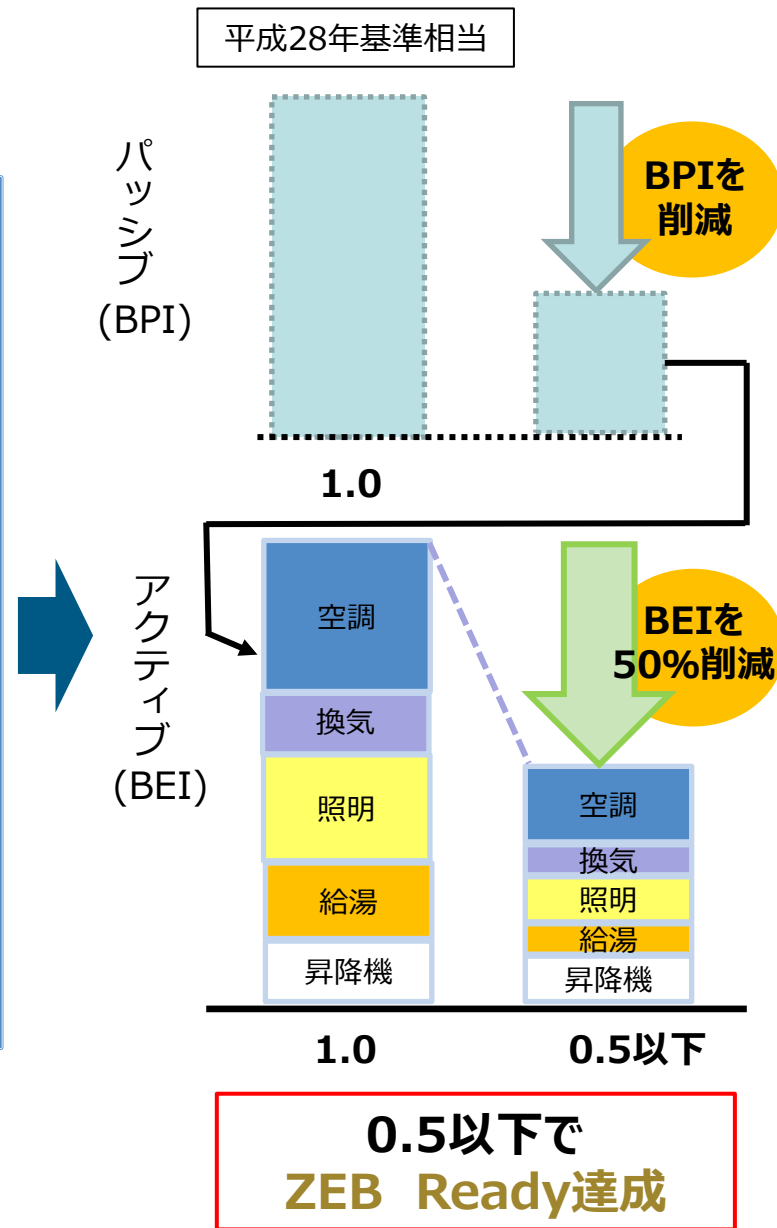 平成28年基準相当
パッシブ
(BPI)
BPIを
削減
1.0
アクティブ
(BEI)
空調
換気
照明
給湯
昇降機
BEIを
50%削減
空調
換気
照明
給湯
昇降機
1.0
0.5以下
0.5以下で
ZEB　Ready達成